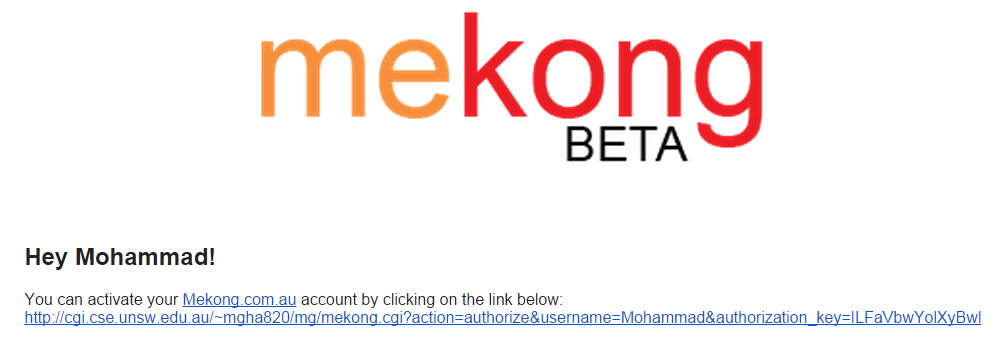 mekong
BETA
Hey Mohammad!
You can activate your Mekong.com.au account by clicking on the link below:
http://cgi.cse.unsw.edu.au/~mgha820/mg/mekong.cgi?action=authorize&username=Mohammad&authorization_key=ILFaVbwYolXyBwl